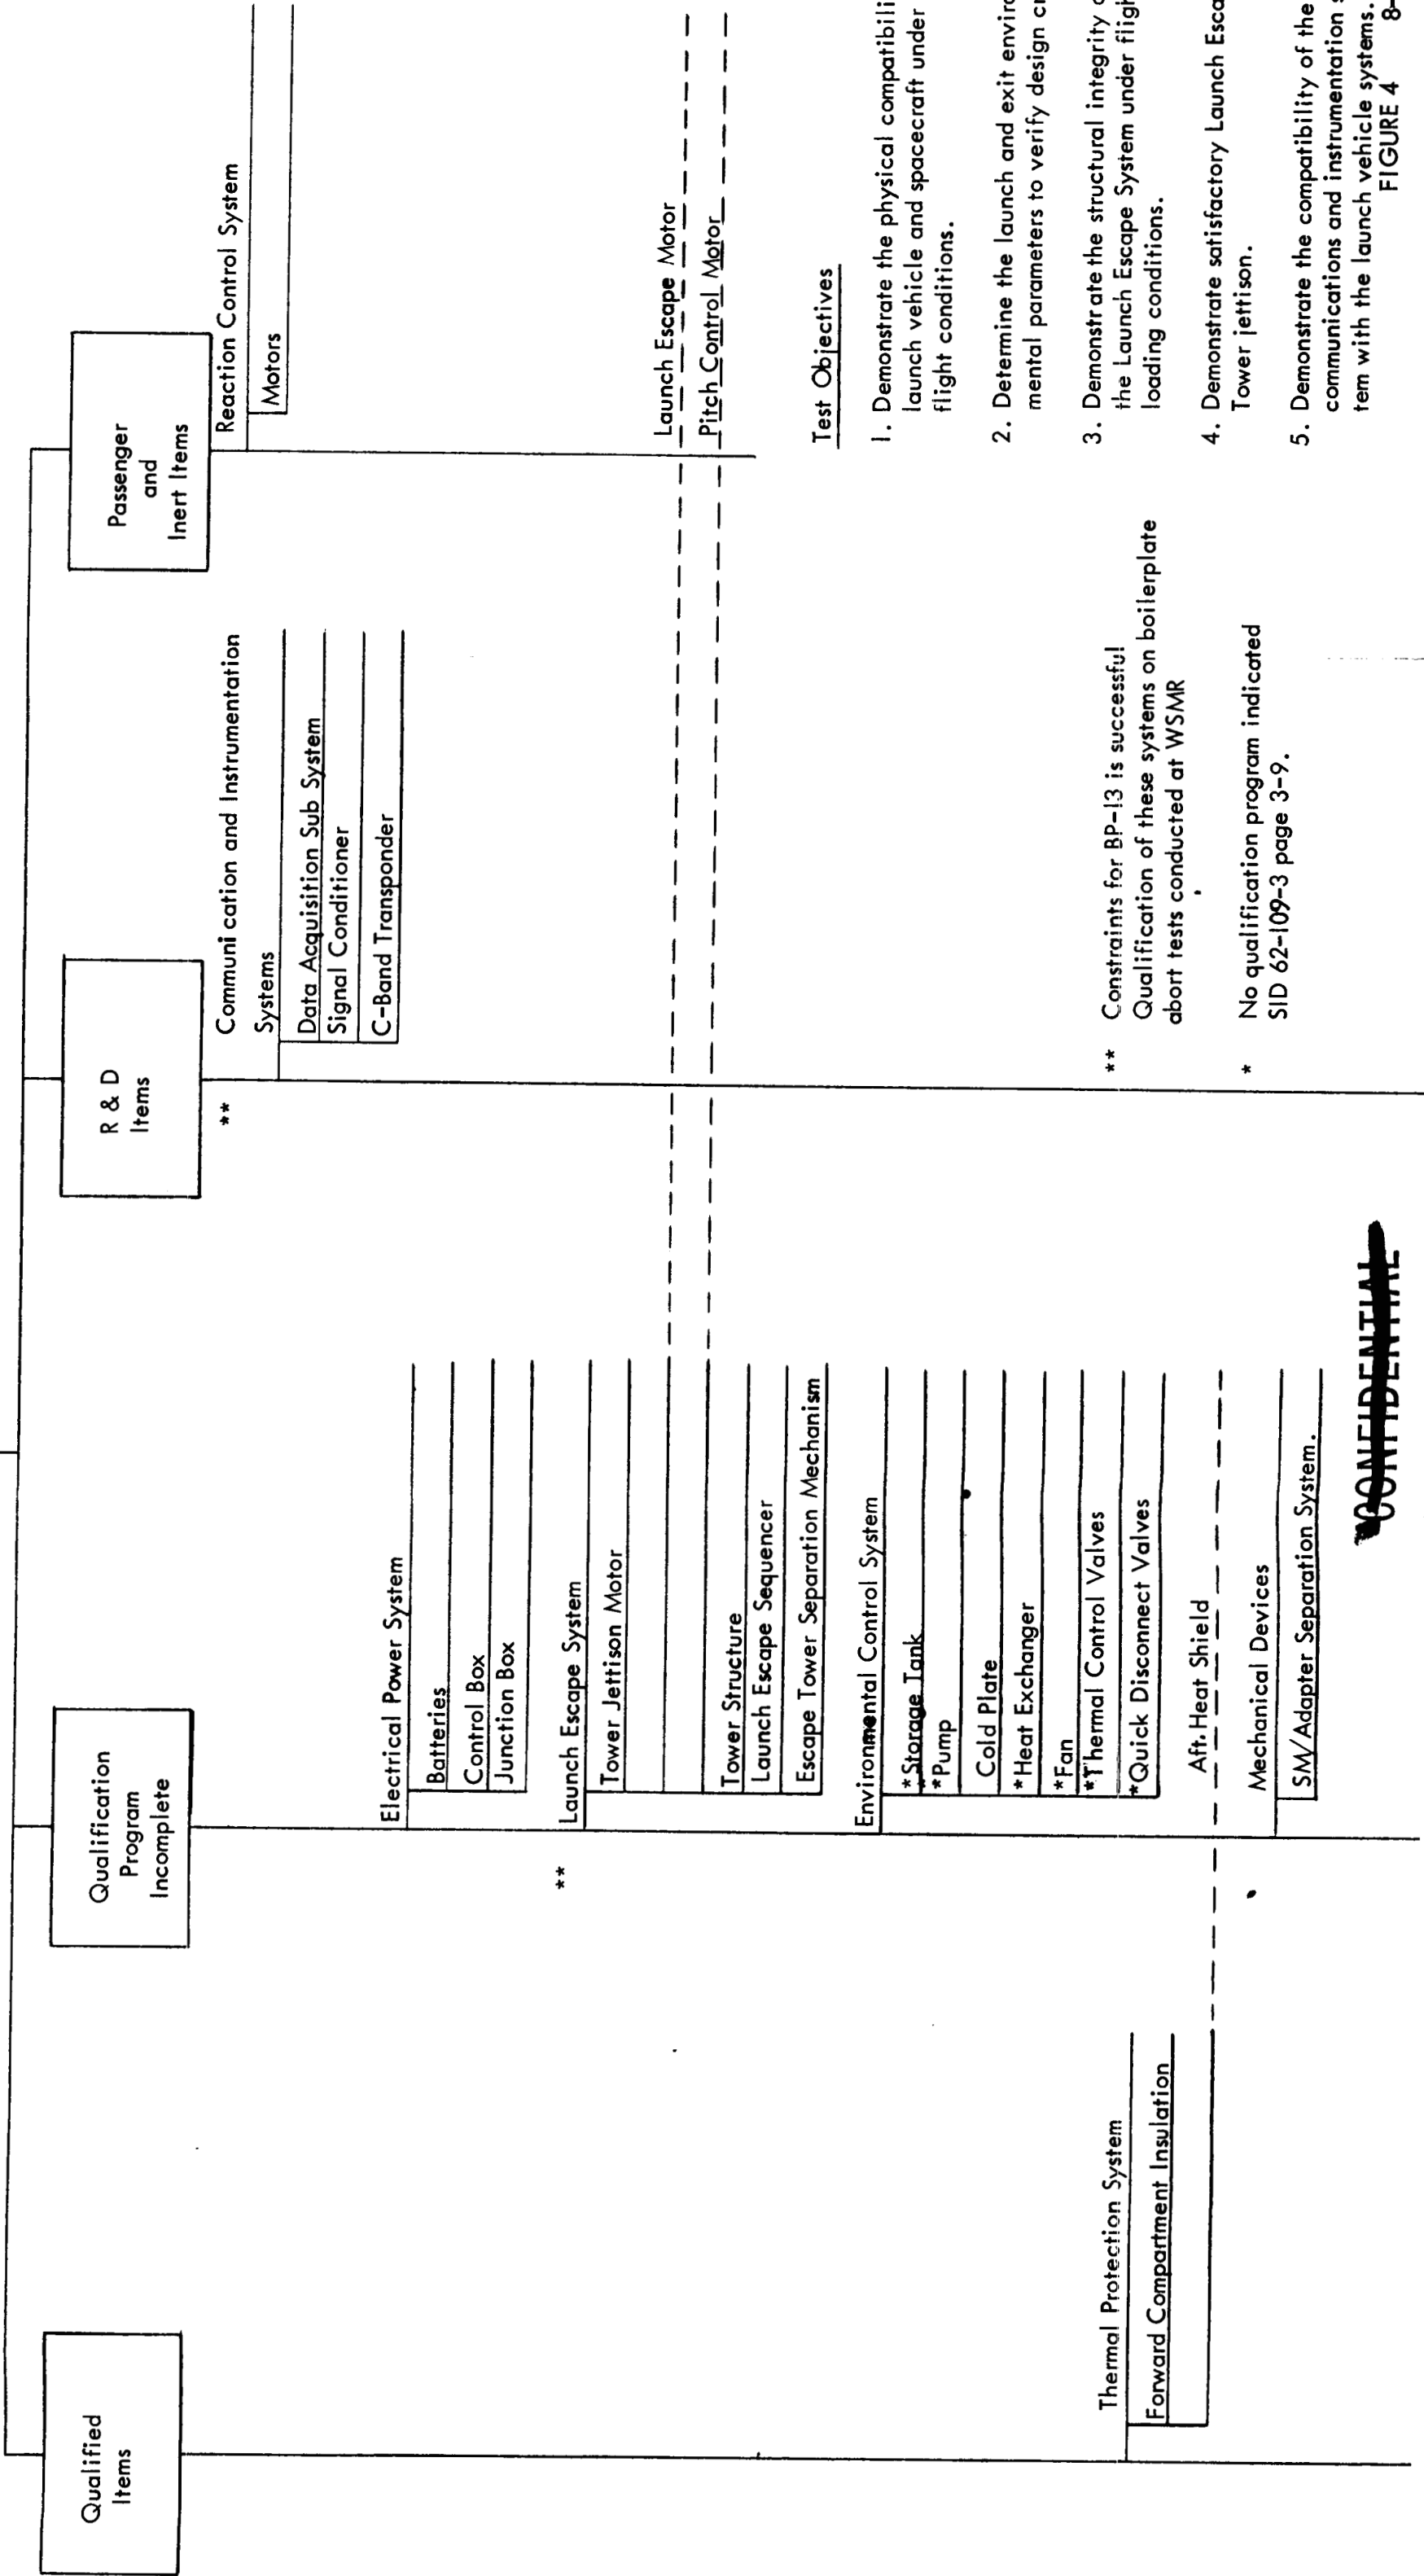 Qualified
Items
Thermal Protection System
Forward Compartment Insulation
Qualification
Program
Incomplete
Electrical Power System
Batteries
Control Box
Junction Box
**
Launch Escape System
Tower Jettison Motor
Tower Structure
Launch Escape Sequencer
Escape Tower Separation Mechanism
Environmental Control System
*Storage Tank
*Pump
Cold Plate
*Heat Exchanger
*Fan
*Thermal Control Valves
*Quick Disconnect Valves
Aft. Heat Shield
Mechanical Devices
SM/Adapter Separation System.
CONFIDENTIAL
R & D
Items
**
Communication and Instrumentation
Systems
Data Acquisition Sub System
Signal Conditioner
C-Band Transponder
** Constraints for BP-13 is successful
Qualification of these systems on boilerplate
abort tests conducted at WSMR
* No qualification program indicated
SID 62-109-3 page 3-9.
Passenger
and
Inert Items
Reaction Control System
Motors
Launch Escape Motor
Pitch Control Motor
Test Objectives
1. Demonstrate the physical compatibili
launch vehicle and spacecraft under
flight conditions.
2. Determine the launch and exit enviro
mental parameters to verify design cr
3. Demonstrate the structural integrity o
the Launch Escape System under fligh
loading conditions.
4. Demonstrate satisfactory Launch Esca
Tower jettison.
5. Demonstrate the compatibility of the
communications and instrumentation s
tem with the launch vehicle systems.
FIGURE 4 8-